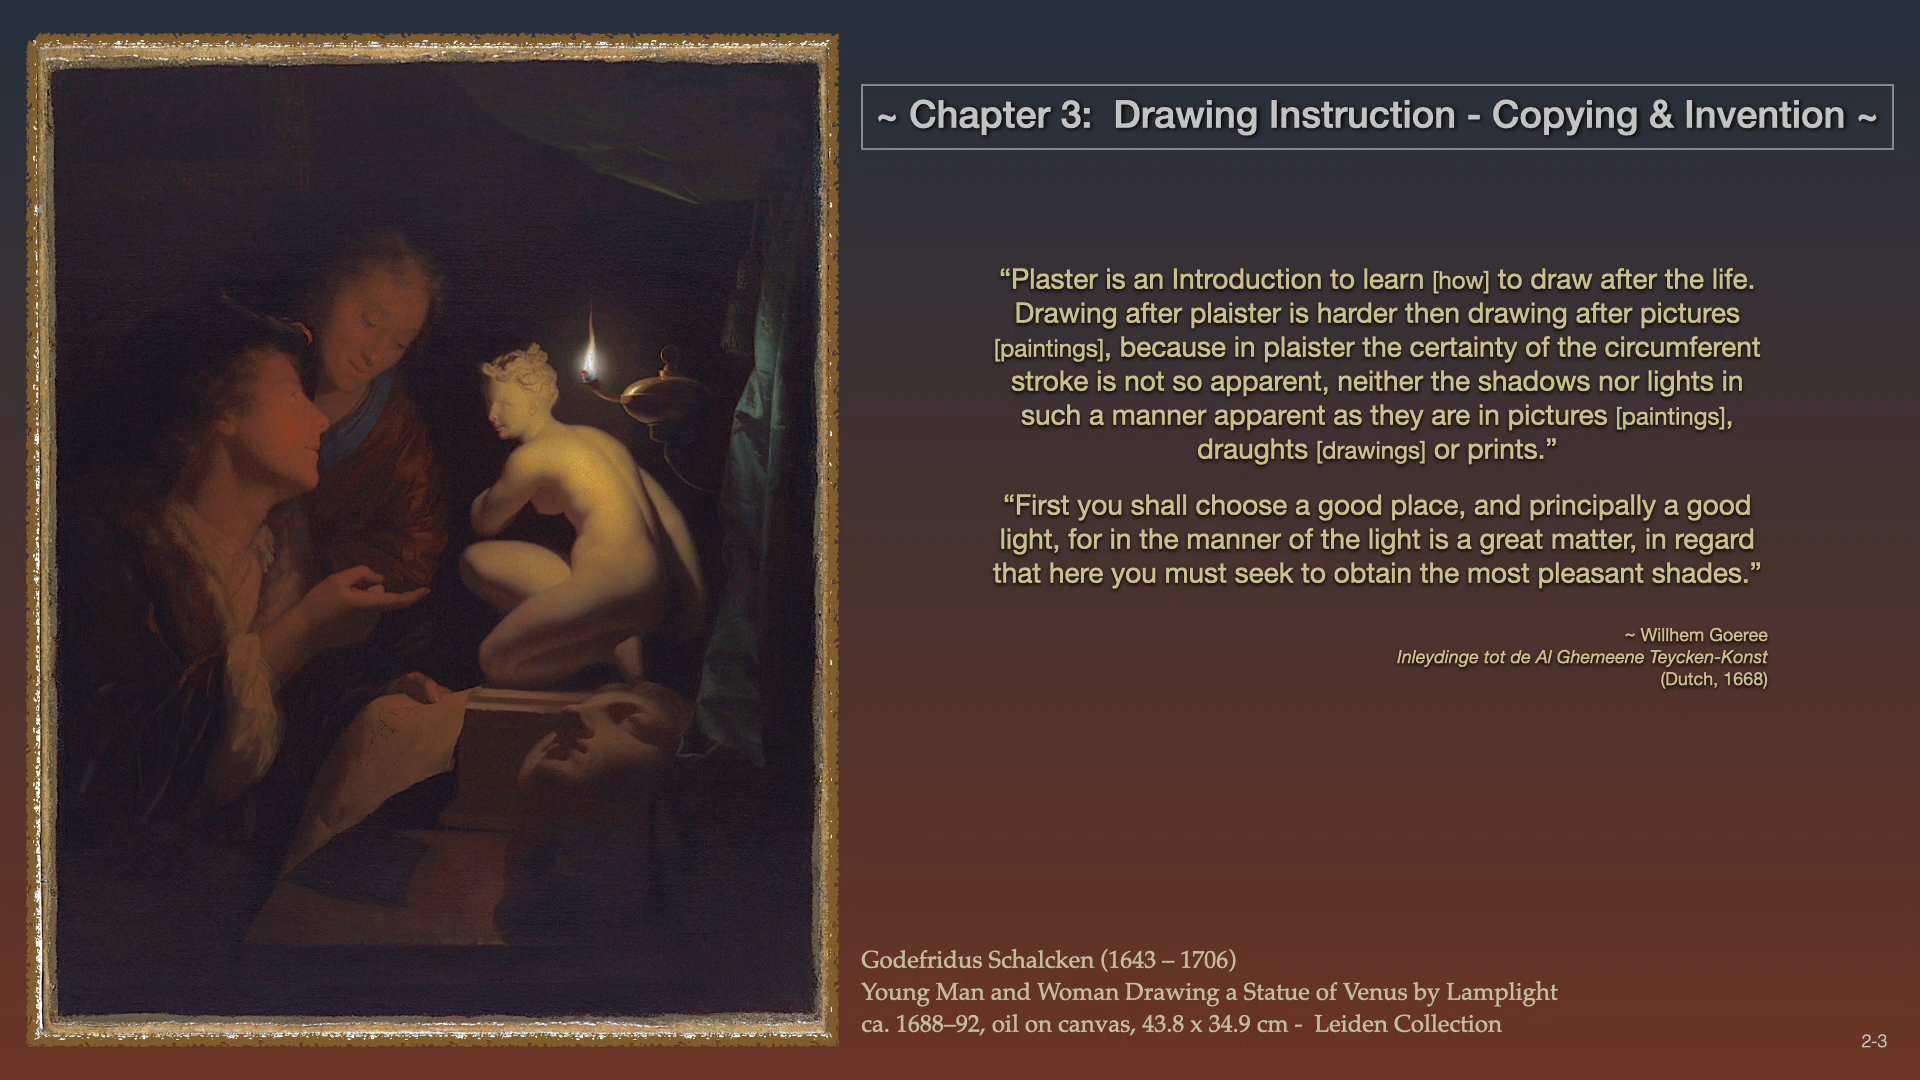 ~ Chapter 3:  Drawing Instruction - Copying & Invention ~
“Plaster is an Introduction to learn [how] to draw after the life.
Drawing after plaister is harder then drawing after pictures
[paintings], because in plaister the certainty of the circumferent
stroke is not so apparent, neither the shadows nor lights in
such a manner apparent as they are in pictures [paintings],
draughts [drawings] or prints.”
“First you shall choose a good place, and principally a good
light, for in the manner of the light is a great matter, in regard
that here you must seek to obtain the most pleasant shades.”
~ Willhem Goeree
Inleydinge tot de Al Ghemeene Teycken-Konst
(Dutch, 1668)
Godefridus Schalcken (1643 – 1706)
Young Man and Woman Drawing a Statue of Venus by Lamplight
ca. 1688–92, oil on canvas, 43.8 x 34.9 cm -  Leiden Collection
2-3